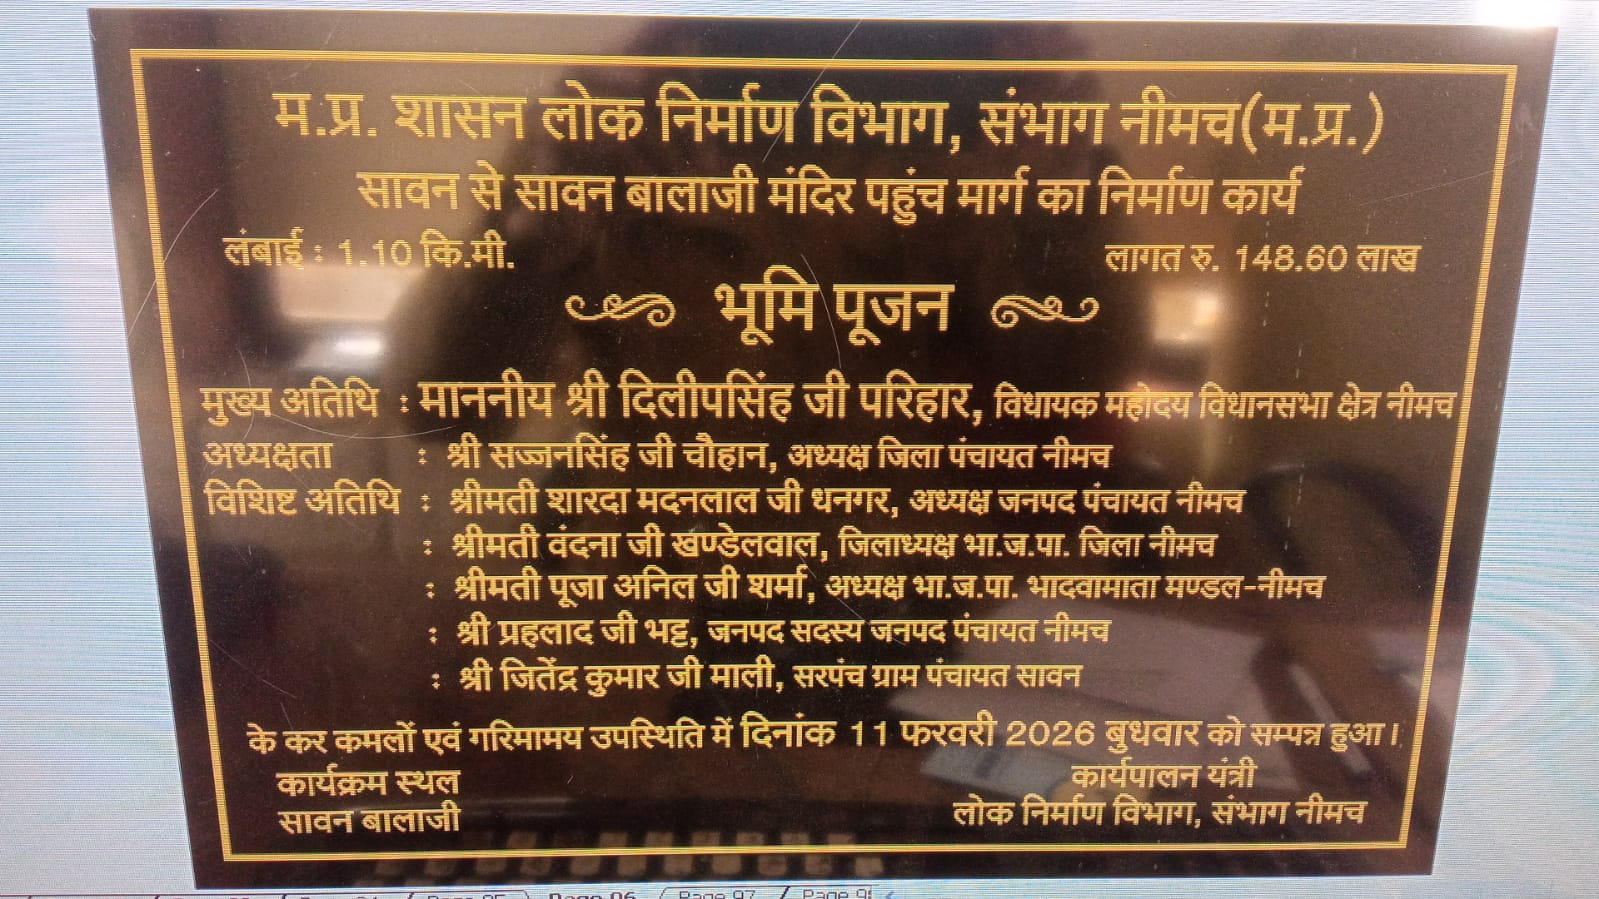 म.प्र. शासन लोक निर्माण विभाग, संभाग नीमच(म.प्र.)
सावन से सावन बालाजी मंदिर पहुंच मार्ग का निर्माण कार्य
लंबाई : 1.10 कि.मी. लागत रु. 148.60 लाख
भूमि पूजन
मुख्य अतिथि : माननीय श्री दिलीपसिंह जी परिहार, विधायक महोदय विधानसभा क्षेत्र नीमच
अध्यक्षता : श्री सज्जनसिंह जी चौहान, अध्यक्ष जिला पंचायत नीमच
विशिष्ट अतिथि : श्रीमती शारदा मदनलाल जी धनगर, अध्यक्ष जनपद पंचायत नीमच
: श्रीमती वंदना जी खण्डेलवाल, जिलाध्यक्ष भा.ज.पा. जिला नीमच
: श्रीमती पूजा अनिल जी शर्मा, अध्यक्ष भा.ज.पा. भादवामाता मण्डल-नीमच
: श्री प्रहलाद जी भट्ट, जनपद सदस्य जनपद पंचायत नीमच
: श्री जितेंद्र कुमार जी माली, सरपंच ग्राम पंचायत सावन
के कर कमलों एवं गरिमामय उपस्थिति में दिनांक 11 फरवरी 2026 बुधवार को सम्पन्न हुआ।
कार्यक्रम स्थल
सावन बालाजी
कार्यपालन यंत्री
लोक निर्माण विभाग, संभाग नीमच
Page 96 Page 97